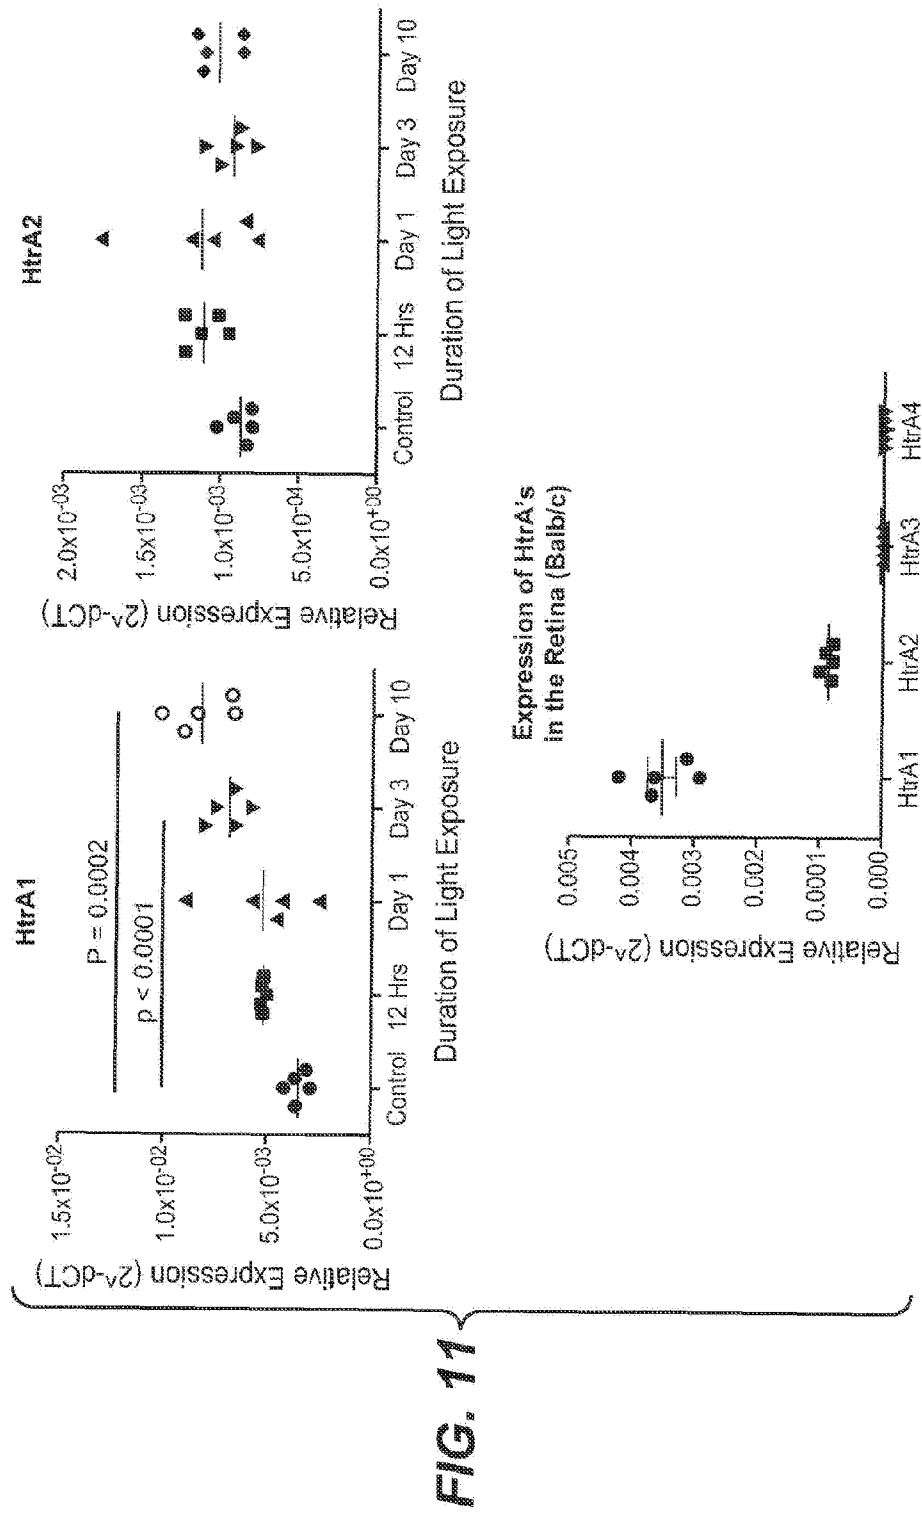 FIG. 11
HtrA1
Relative Expression (2^-dCT)
1.5x10-02
1.0x10-02
5.0x10-03
0.0x10+00
P = 0.0002
p < 0.0001
Control 12 Hrs Day 1 Day 3 Day 10
Duration of Light Exposure
HtrA2
Relative Expression (2^-dCT)
2.0x10-03
1.5x10-03
1.0x10-03
5.0x10-04
0.0x10+00
Control 12 Hrs Day 1 Day 3 Day 10
Duration of Light Exposure
Expression of HtrA's
in the Retina (Balb/c)
Relative Expression (2^-dCT)
0.005
0.004
0.003
0.002
0.0001
0.000
HtrA1 HtrA2 HtrA3 HtrA4